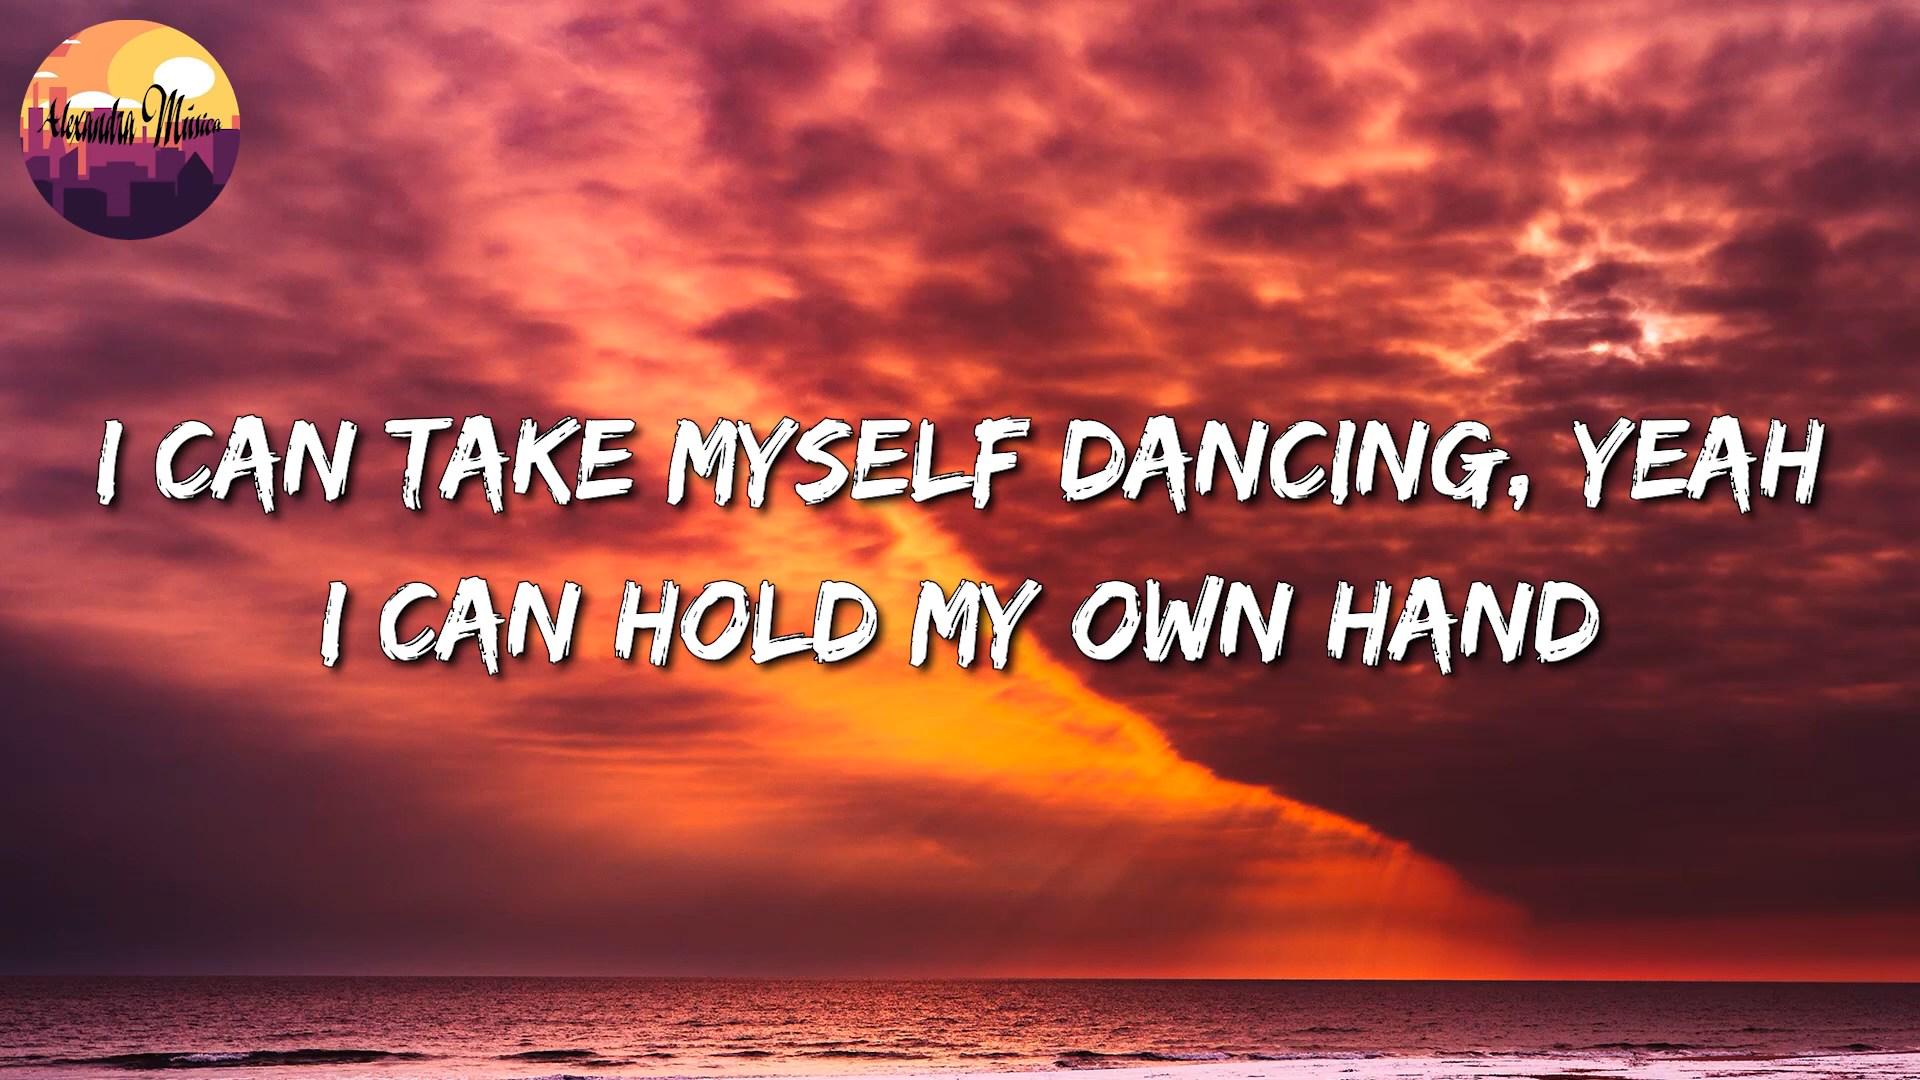 Alexandra Música
I CAN TAKE MYSELF DANCING, YEAH
I CAN HOLD MY OWN HAND